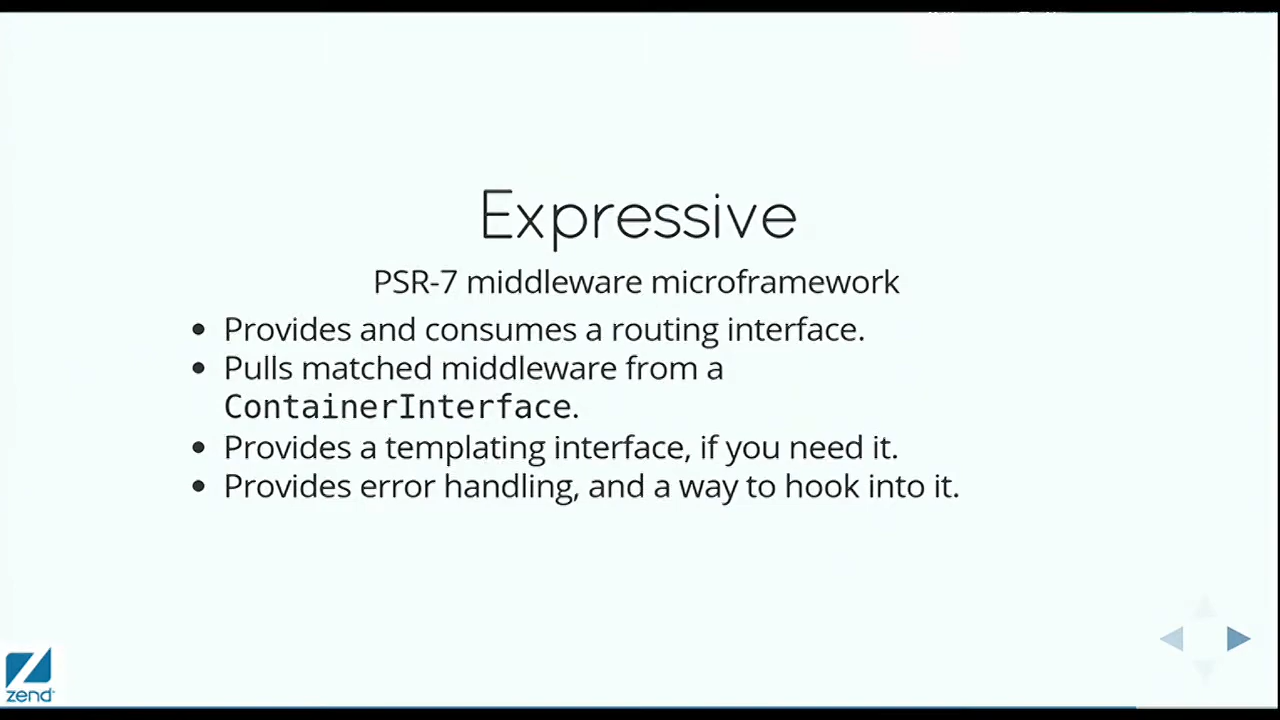 Expressive
PSR-7 middleware microframework
Provides and consumes a routing interface.
Pulls matched middleware from a
ContainerInterface.
Provides a templating interface, if you need it.
Provides error handling, and a way to hook into it.
zend